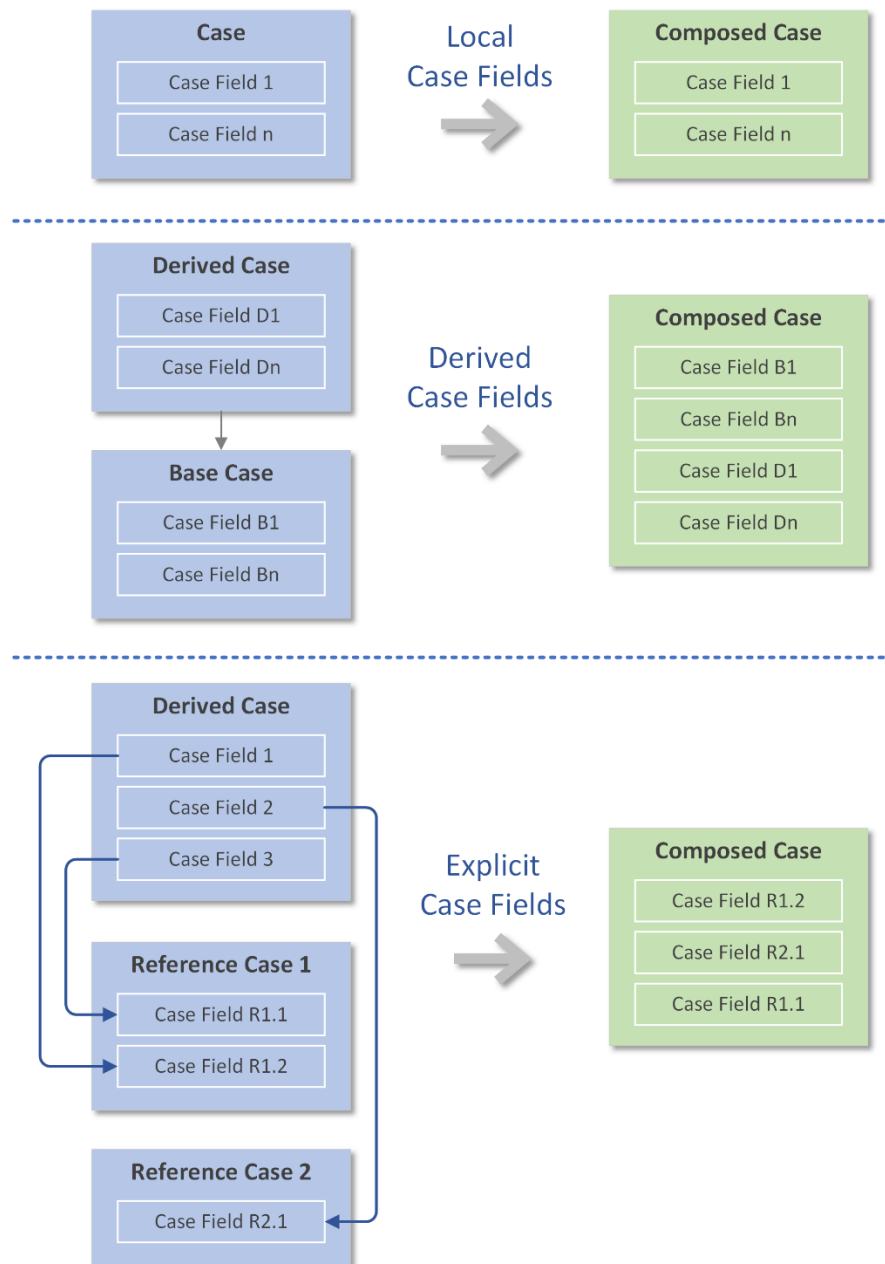 Case
Case Field 1
Case Field n
Local
Case Fields
Composed Case
Case Field 1
Case Field n
Derived Case
Case Field D1
Case Field Dn
Base Case
Case Field B1
Case Field Bn
Derived
Case Fields
Composed Case
Case Field B1
Case Field Bn
Case Field D1
Case Field Dn
Derived Case
Case Field 1
Case Field 2
Case Field 3
Reference Case 1
Case Field R1.1
Case Field R1.2
Reference Case 2
Case Field R2.1
Explicit
Case Fields
Composed Case
Case Field R1.2
Case Field R2.1
Case Field R1.1